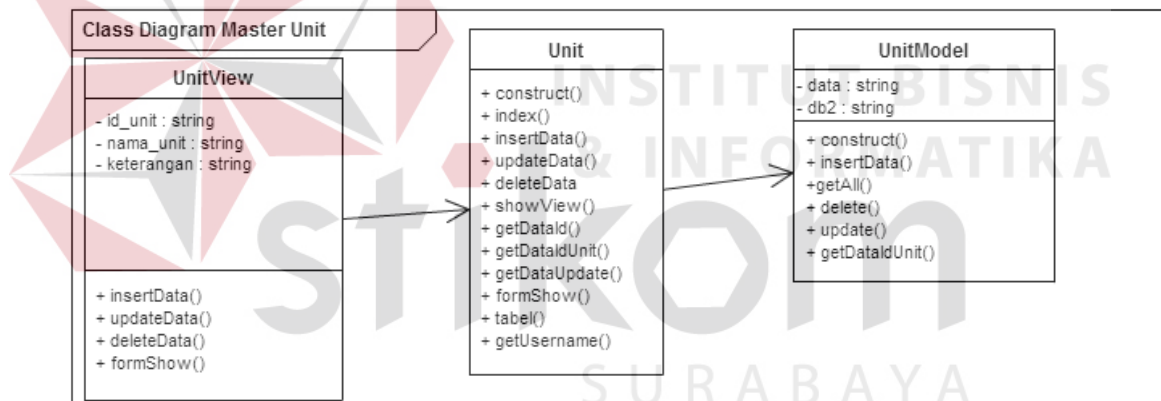 Class Diagram Master Unit
UnitView
- id_unit : string
- nama_unit : string
- keterangan : string
+ insertData()
+ updateData()
+ deleteData()
+ formShow()
Unit
+ construct()
+ index()
+ insertData()
+ updateData()
+ deleteData
+ showView()
+ getDataId()
+ getDataIdUnit()
+ getDataUpdate()
+ formShow()
+ tabel()
+ getUsername()
UnitModel
- data : string
- db2 : string
+ construct()
+ insertData()
+getAll()
+ delete()
+ update()
+ getDataIdUnit()
INSTITUT BISNIS
& INFORMATIKA
stikom
SURABAYA